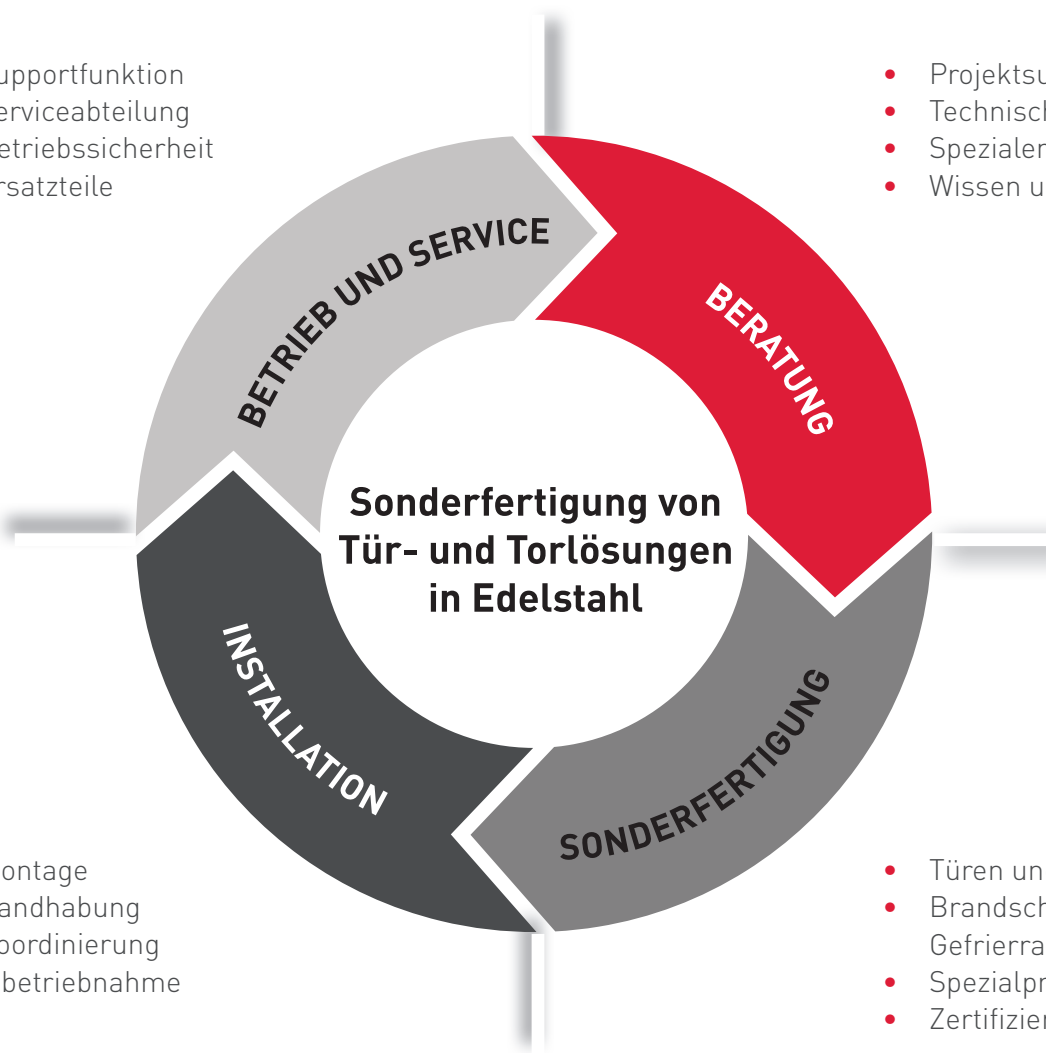 upportfunktion
erviceabteilung
etriebssicherheit
rsatzteile
• Projektsu
• Technisch
• Spezialer
• Wissen u
BETRIEB UND SERVICE
BERATUNG
Sonderfertigung von
Tür- und Torlösungen
in Edelstahl
INSTALLATION
SONDERFERTIGUNG
ontage
andhabung
oordinierung
betriebnahme
• Türen un
• Brandsch
Gefrierra
• Spezialpr
• Zertifizier